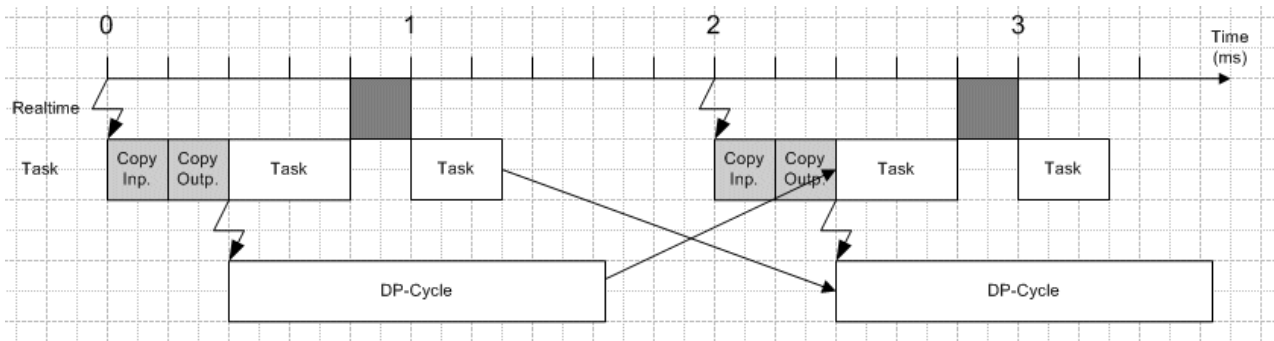 0
1
2
3
Time
(ms)
Realtime
Task
Copy
Inp.
Copy
Outp.
Task
Task
Copy
Inp.
Copy
Outp.
Task
Task
DP-Cycle
DP-Cycle